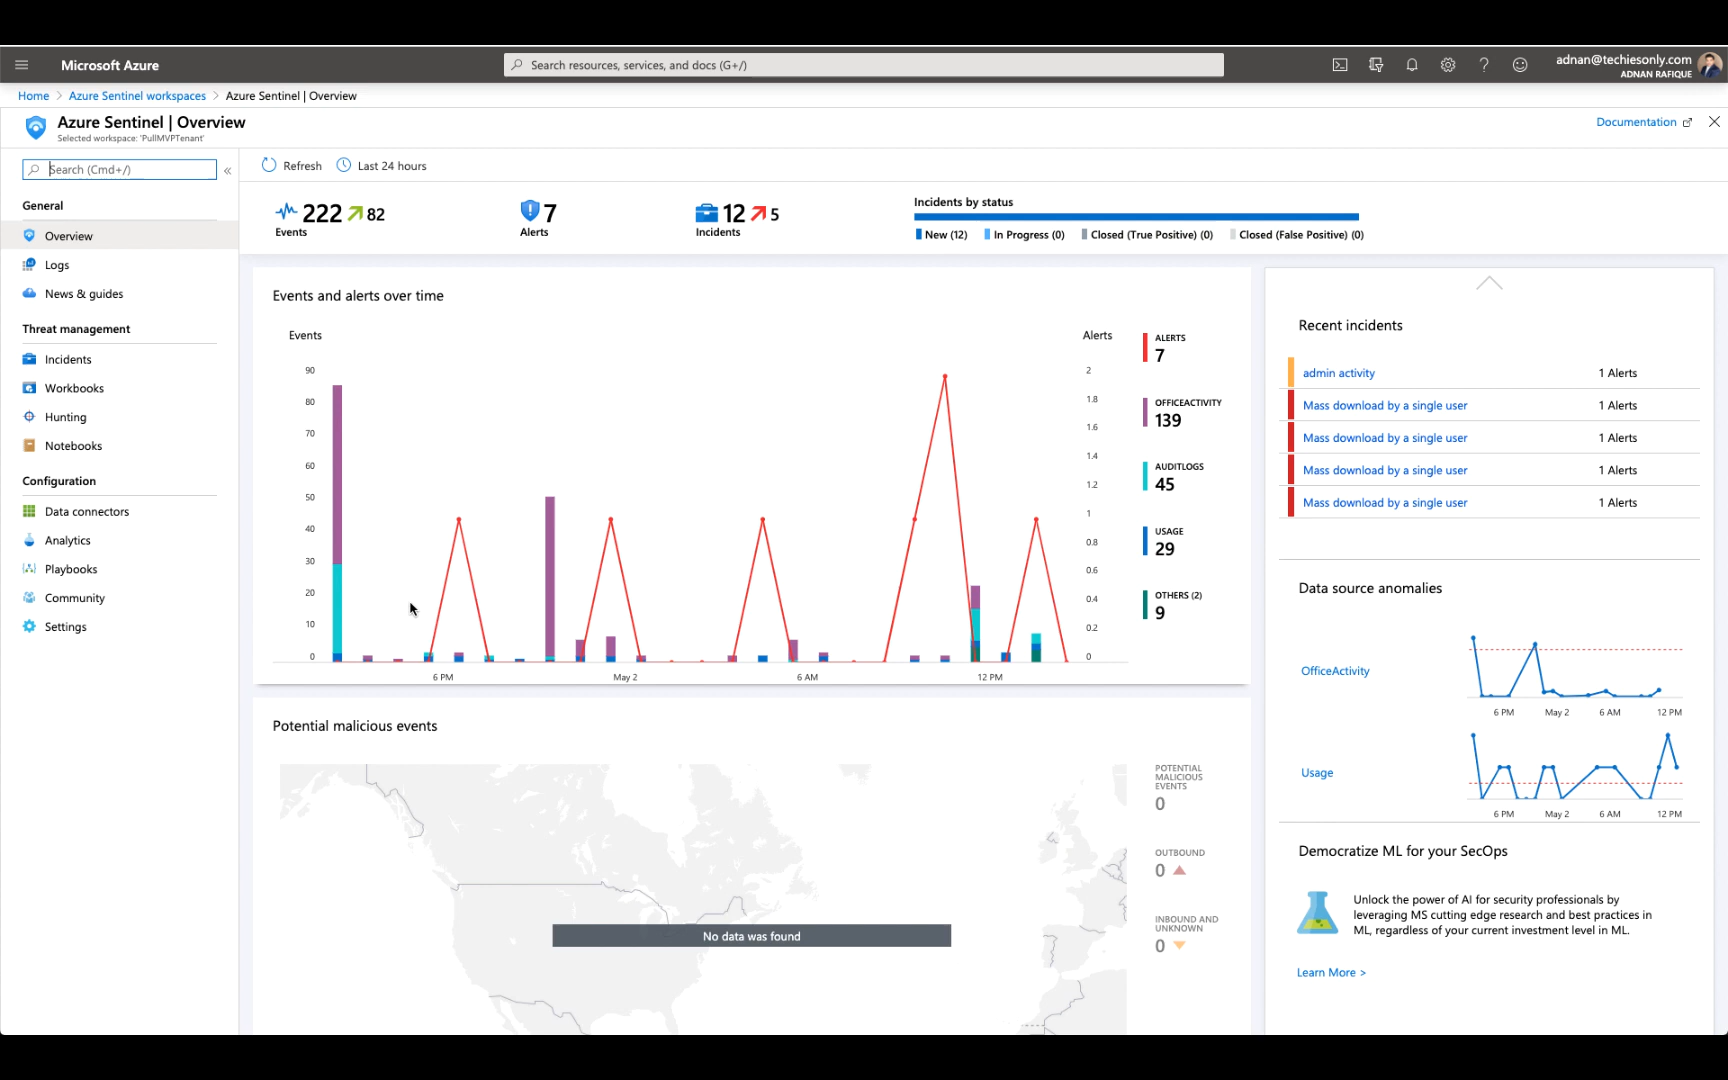 Microsoft Azure
Search resources, services, and docs (G+/)
adnan@techiesonly.com
ADNAN RAFIQUE
Home > Azure Sentinel workspaces > Azure Sentinel | Overview
Azure Sentinel | Overview
Selected workspace: 'PullMVPTenant'
Documentation
Search (Cmd+/)
«
Refresh
Last 24 hours
General
Overview
Logs
News & guides
Threat management
Incidents
Workbooks
Hunting
Notebooks
Configuration
Data connectors
Analytics
Playbooks
Community
Settings
222 82
Events
7
Alerts
12 5
Incidents
Incidents by status
New (12) In Progress (0) Closed (True Positive) (0) Closed (False Positive) (0)
Events and alerts over time
Events
Alerts
90
80
70
60
50
40
30
20
10
0
2
1.8
1.6
1.4
1.2
1
0.8
0.6
0.4
0.2
0
6 PM May 2 6 AM 12 PM
ALERTS
7
OFFICEACTIVITY
139
AUDITLOGS
45
USAGE
29
OTHERS (2)
9
Potential malicious events
No data was found
POTENTIAL
MALICIOUS
EVENTS
0
OUTBOUND
0
INBOUND AND
UNKNOWN
0
Recent incidents
admin activity 1 Alerts
Mass download by a single user 1 Alerts
Mass download by a single user 1 Alerts
Mass download by a single user 1 Alerts
Mass download by a single user 1 Alerts
Data source anomalies
OfficeActivity
6 PM May 2 6 AM 12 PM
Usage
6 PM May 2 6 AM 12 PM
Democratize ML for your SecOps
Unlock the power of AI for security professionals by
leveraging MS cutting edge research and best practices in
ML, regardless of your current investment level in ML.
Learn More >